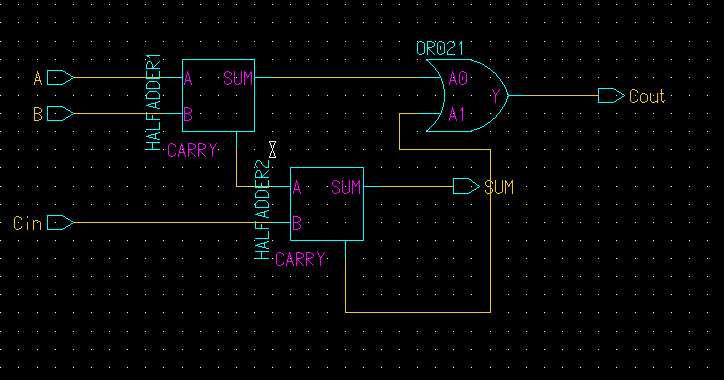 OR021
A
HALFADDER1
A
SUM
A0
Y
Cout
B
B
A1
CARRY
HALFADDER2
A
SUM
SUM
Cin
B
CARRY